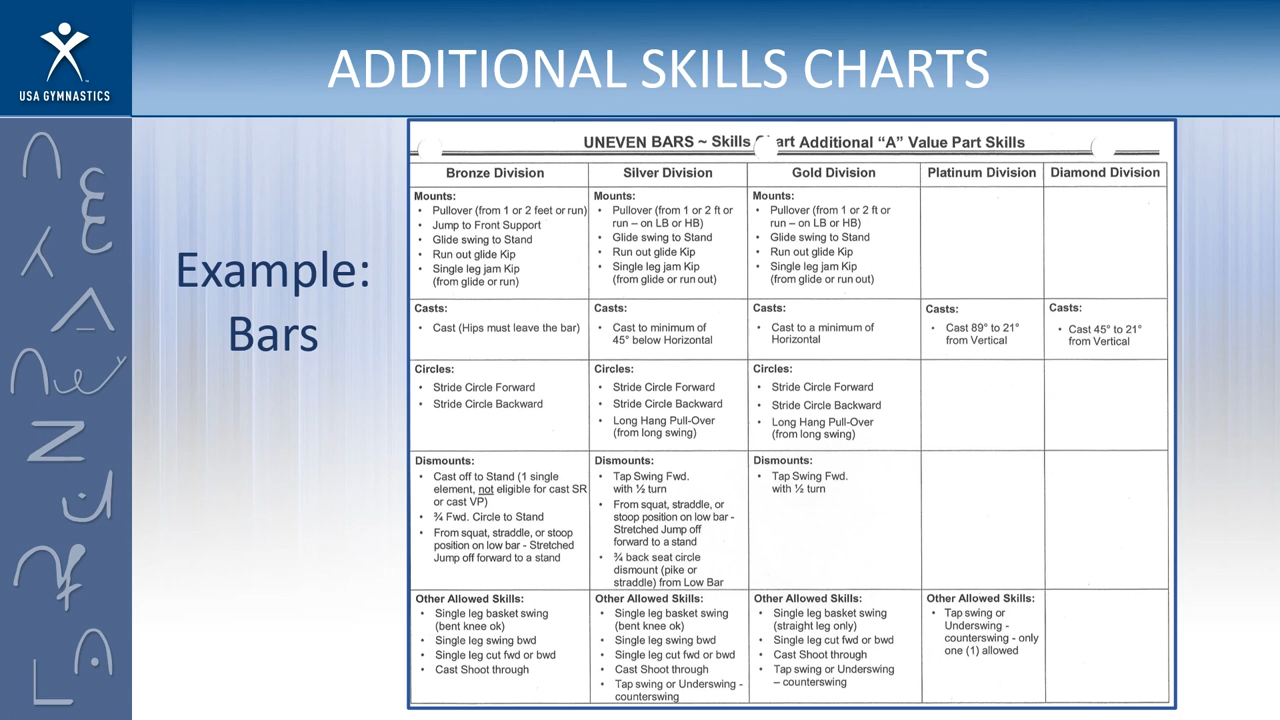 USA GYMNASTICS
ADDITIONAL SKILLS CHARTS
Example:
Bars
UNEVEN BARS ~ Skills C art Additional “A” Value Part Skills
Bronze Division
Silver Division
Gold Division
Platinum Division
Diamond Division
Mounts:
• Pullover (from 1 or 2 feet or run)
• Jump to Front Support
• Glide swing to Stand
• Run out glide Kip
• Single leg jam Kip
(from glide or run)
Mounts:
• Pullover (from 1 or 2 ft or
run – on LB or HB)
• Glide swing to Stand
• Run out glide Kip
• Single leg jam Kip
(from glide or run out)
Mounts:
• Pullover (from 1 or 2 ft or
run – on LB or HB)
• Glide swing to Stand
• Run out glide Kip
• Single leg jam Kip
(from glide or run out)
Casts:
• Cast (Hips must leave the bar)
Casts:
• Cast to minimum of
45° below Horizontal
Casts:
• Cast to a minimum of
Horizontal
Casts:
• Cast 89° to 21°
from Vertical
Casts:
• Cast 45° to 21°
from Vertical
Circles:
• Stride Circle Forward
• Stride Circle Backward
Circles:
• Stride Circle Forward
• Stride Circle Backward
• Long Hang Pull-Over
(from long swing)
Circles:
• Stride Circle Forward
• Stride Circle Backward
• Long Hang Pull-Over
(from long swing)
Dismounts:
• Cast off to Stand (1 single
element, not eligible for cast SR
or cast VP)
• ¾ Fwd. Circle to Stand
• From squat, straddle, or stoop
position on low bar - Stretched
Jump off forward to a stand
Dismounts:
• Tap Swing Fwd.
with ½ turn
• From squat, straddle, or
stoop position on low bar -
Stretched Jump off
forward to a stand
• ¾ back seat circle
dismount (pike or
straddle) from Low Bar
Dismounts:
• Tap Swing Fwd.
with ½ turn
Other Allowed Skills:
• Single leg basket swing
(bent knee ok)
• Single leg swing bwd
• Single leg cut fwd or bwd
• Cast Shoot through
Other Allowed Skills:
• Single leg basket swing
(bent knee ok)
• Single leg swing bwd
• Single leg cut fwd or bwd
• Cast Shoot through
• Tap swing or Underswing -
counterswing
Other Allowed Skills:
• Single leg basket swing
(straight leg only)
• Single leg cut fwd or bwd
• Cast Shoot through
• Tap swing or Underswing
– counterswing
Other Allowed Skills:
• Tap swing or
Underswing -
counterswing - only
one (1) allowed